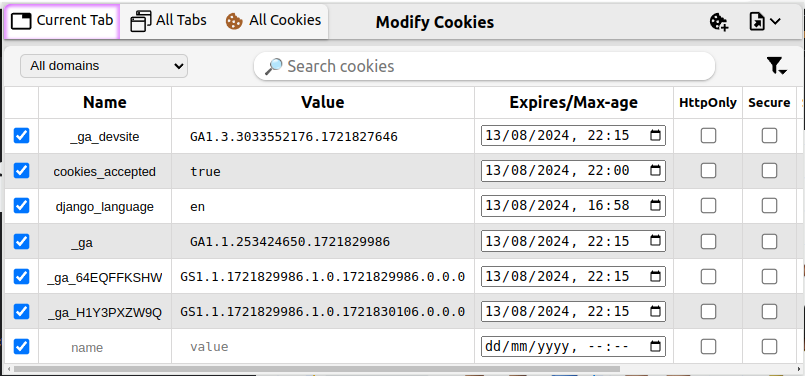 Current Tab All Tabs All Cookies Modify Cookies
All domains Search cookies
Name Value Expires/Max-age HttpOnly Secure
_ga_devsite GA1.3.3033552176.1721827646 13/08/2024, 22:15
cookies_accepted true 13/08/2024, 22:00
django_language en 13/08/2024, 16:58
_ga GA1.1.253424650.1721829986 13/08/2024, 22:15
_ga_64EQFFKSHW GS1.1.1721829986.1.0.1721829986.0.0.0 13/08/2024, 22:15
_ga_H1Y3PXZW9Q GS1.1.1721829986.1.0.1721830106.0.0.0 13/08/2024, 22:15
name value dd/mm/yyyy, --:--